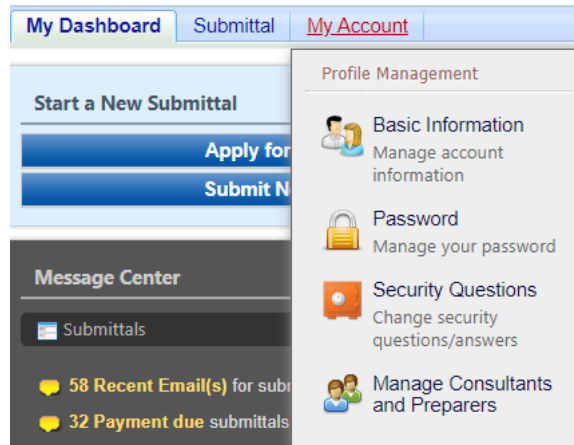 My Dashboard Submittal My Account
Profile Management
Start a New Submittal
Apply for
Submit N
Basic Information
Manage account
information
Password
Manage your password
Security Questions
Change security
questions/answers
Manage Consultants
and Preparers
Message Center
Submittals
58 Recent Email(s) for subr
32 Payment due submittals